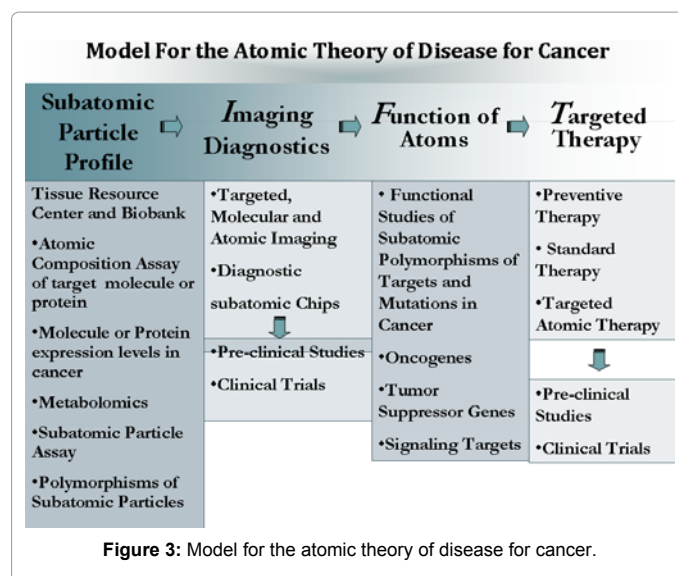 Model For the Atomic Theory of Disease for Cancer
Subatomic
Particle
Profile
Imaging
Diagnostics
Function of
Atoms
Targeted
Therapy
Tissue Resource
Center and Biobank
•Atomic
Composition Assay
of target molecule or
protein
•Molecule or Protein
expression levels in
cancer
•Metabolomics
•Subatomic Particle
Assay
•Polymorphisms of
Subatomic Particles
•Targeted,
Molecular and
Atomic Imaging
•Diagnostic
subatomic Chips
•Pre-clinical Studies
•Clinical Trials
• Functional
Studies of
Subatomic
Polymorphisms of
Targets and
Mutations in
Cancer
•Oncogenes
•Tumor
Suppressor Genes
•Signaling Targets
•Preventive
Therapy
• Standard
Therapy
•Targeted
Atomic Therapy
•Pre-clinical
Studies
•Clinical Trials
Figure 3: Model for the atomic theory of disease for cancer.